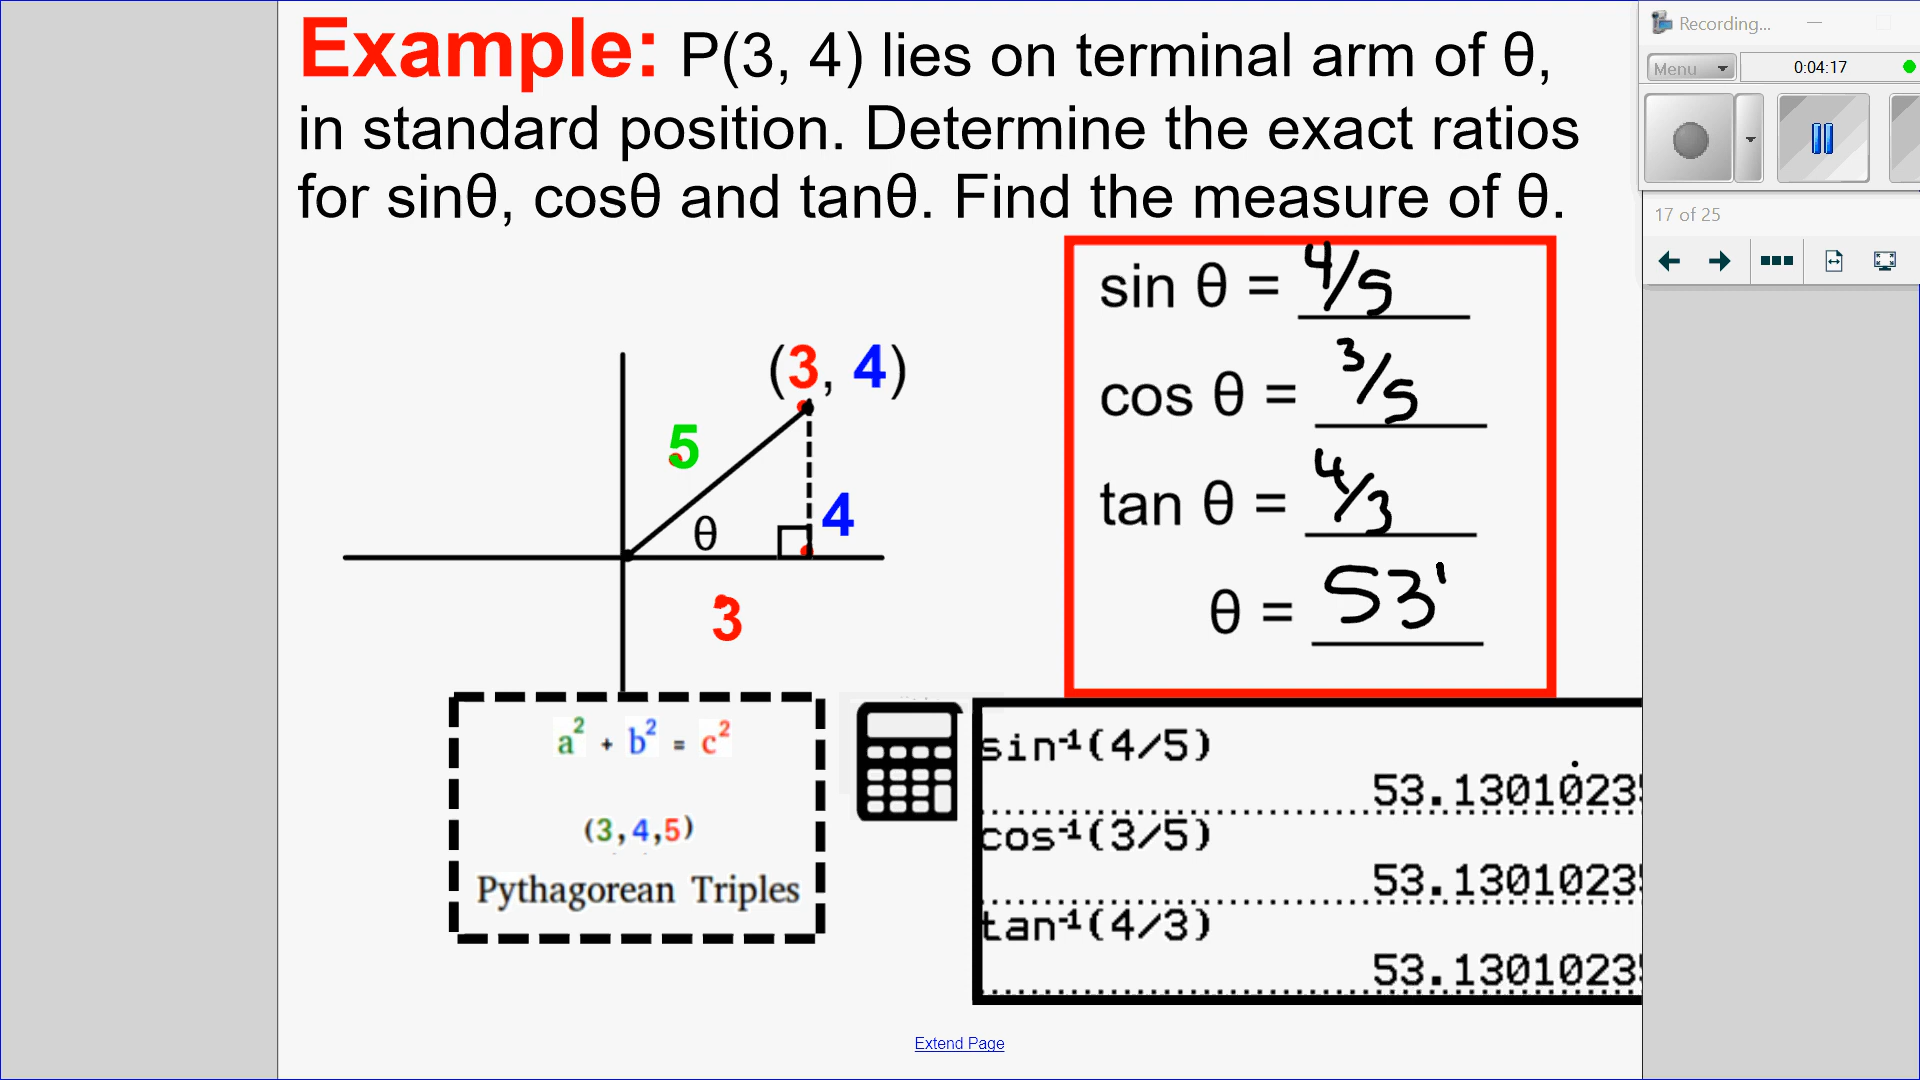 Example: P(3, 4) lies on terminal arm of θ,
in standard position. Determine the exact ratios
for sinθ, cosθ and tanθ. Find the measure of θ.
Recording...
Menu
0:04:17
17 of 25
sin θ = 4/5
cos θ = 3/5
tan θ = 4/3
θ = 53'
(3, 4)
5
θ
4
3
a² + b² = c²
(3,4,5)
Pythagorean Triples
sin⁻¹(4/5)
53.1301023
cos⁻¹(3/5)
53.1301023
tan⁻¹(4/3)
53.1301023
Extend Page